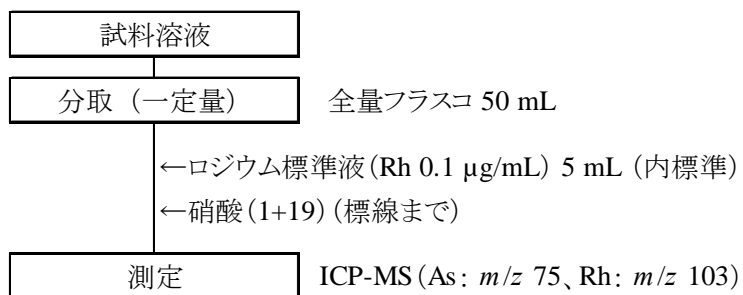 試料溶液
分取（一定量） 全量フラスコ 50 mL
←ロジウム標準液(Rh 0.1 µg/mL) 5 mL (内標準)
←硝酸(1+19) (標線まで)
測定 ICP-MS(As: m/z 75、Rh: m/z 103)